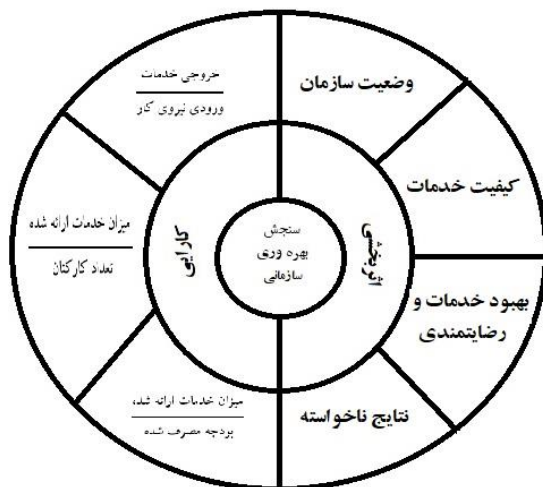 وضعیت سازمان
کیفیت خدمات
بهبود خدمات و
رضایتمندی
نتایج ناخواسته
اثربخشی
سنجش
بهره وری
سازمانی
کارایی
خروجی خدمات
ورودی نیروی کار
میزان خدمات ارائه شده
تعداد کارکنان
میزان خدمات ارائه شده
بودجه مصرف شده